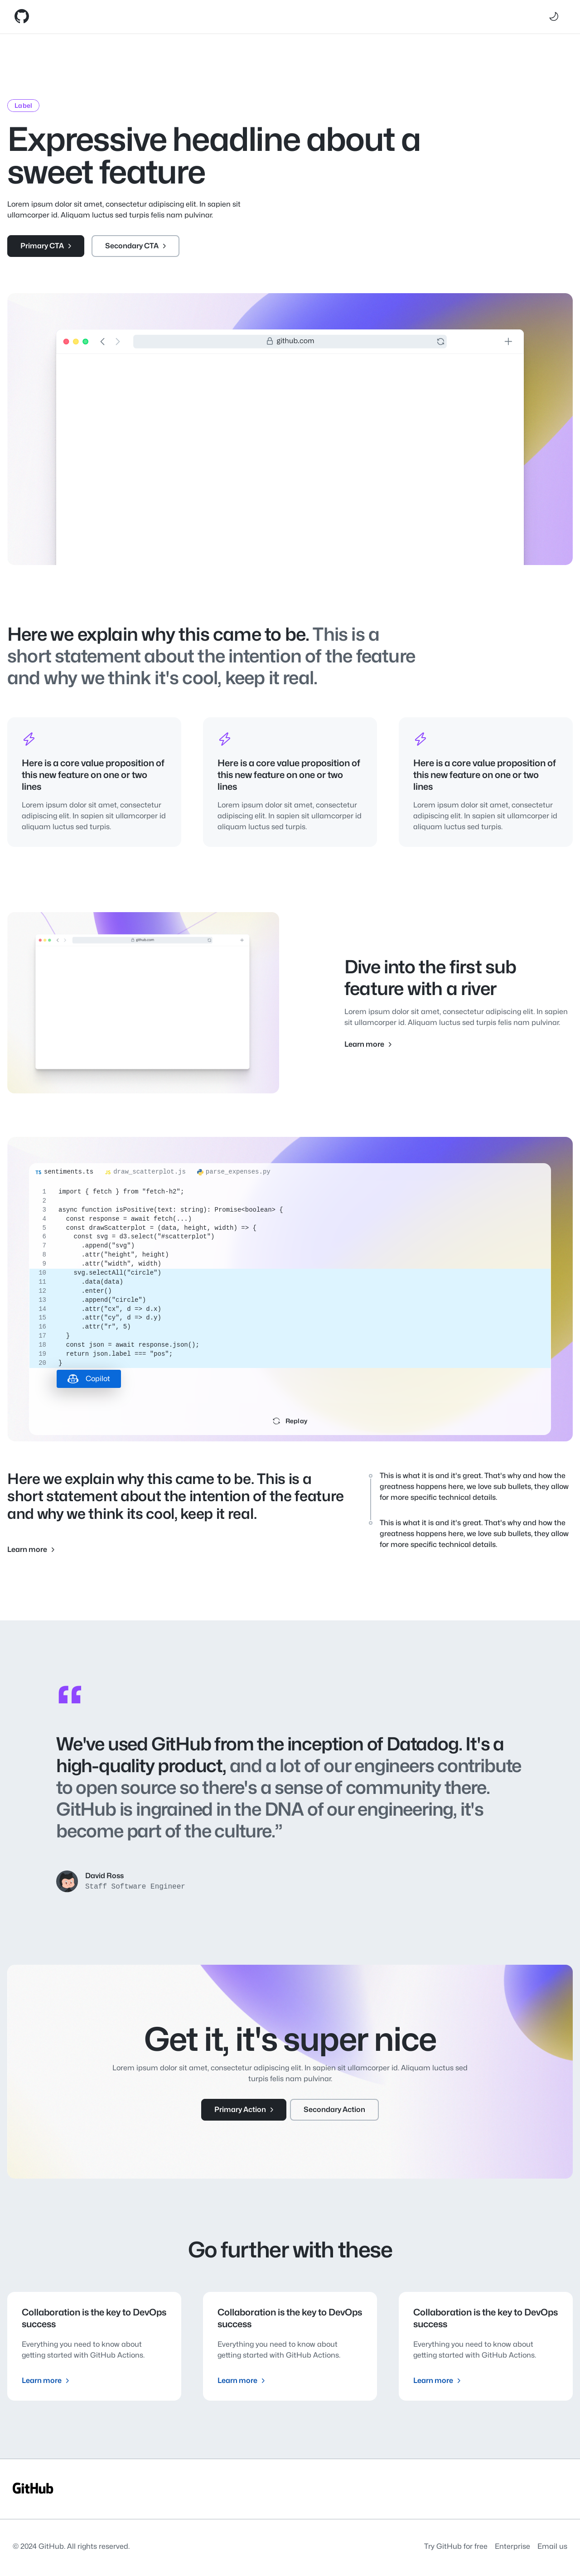 Label
Expressive headline about a
sweet feature
Lorem ipsum dolor sit amet, consectetur adipiscing elit. In sapien sit
ullamcorper id. Aliquam luctus sed turpis felis nam pulvinar.
Primary CTA
Secondary CTA
github.com
Here we explain why this came to be. This is a
short statement about the intention of the feature
and why we think it's cool, keep it real.
Here is a core value proposition of
this new feature on one or two
lines
Lorem ipsum dolor sit amet, consectetur
adipiscing elit. In sapien sit ullamcorper id
aliquam luctus sed turpis.
Here is a core value proposition of
this new feature on one or two
lines
Lorem ipsum dolor sit amet, consectetur
adipiscing elit. In sapien sit ullamcorper id
aliquam luctus sed turpis.
Here is a core value proposition of
this new feature on one or two
lines
Lorem ipsum dolor sit amet, consectetur
adipiscing elit. In sapien sit ullamcorper id
aliquam luctus sed turpis.
github.com
Dive into the first sub
feature with a river
Lorem ipsum dolor sit amet, consectetur adipiscing elit. In sapien
sit ullamcorper id. Aliquam luctus sed turpis felis nam pulvinar.
Learn more
TS sentiments.ts JS draw_scatterplot.js parse_expenses.py
1 import { fetch } from "fetch-h2";
2
3 async function isPositive(text: string): Promise<boolean> {
4 const response = await fetch(...)
5 const drawScatterplot = (data, height, width) => {
6 const svg = d3.select("#scatterplot")
7 .append("svg")
8 .attr("height", height)
9 .attr("width", width)
10 svg.selectAll("circle")
11 .data(data)
12 .enter()
13 .append("circle")
14 .attr("cx", d => d.x)
15 .attr("cy", d => d.y)
16 .attr("r", 5)
17 }
18 const json = await response.json();
19 return json.label === "pos";
20 }
Copilot
Replay
Here we explain why this came to be. This is a
short statement about the intention of the feature
and why we think its cool, keep it real.
Learn more
This is what it is and it's great. That's why and how the
greatness happens here, we love sub bullets, they allow
for more specific technical details.
This is what it is and it's great. That's why and how the
greatness happens here, we love sub bullets, they allow
for more specific technical details.
We've used GitHub from the inception of Datadog. It's a
high-quality product, and a lot of our engineers contribute
to open source so there's a sense of community there.
GitHub is ingrained in the DNA of our engineering, it's
become part of the culture.”
David Ross
Staff Software Engineer
Get it, it's super nice
Lorem ipsum dolor sit amet, consectetur adipiscing elit. In sapien sit ullamcorper id. Aliquam luctus sed
turpis felis nam pulvinar.
Primary Action
Secondary Action
Go further with these
Collaboration is the key to DevOps
success
Everything you need to know about
getting started with GitHub Actions.
Learn more
Collaboration is the key to DevOps
success
Everything you need to know about
getting started with GitHub Actions.
Learn more
Collaboration is the key to DevOps
success
Everything you need to know about
getting started with GitHub Actions.
Learn more
GitHub
© 2024 GitHub. All rights reserved.
Try GitHub for free Enterprise Email us